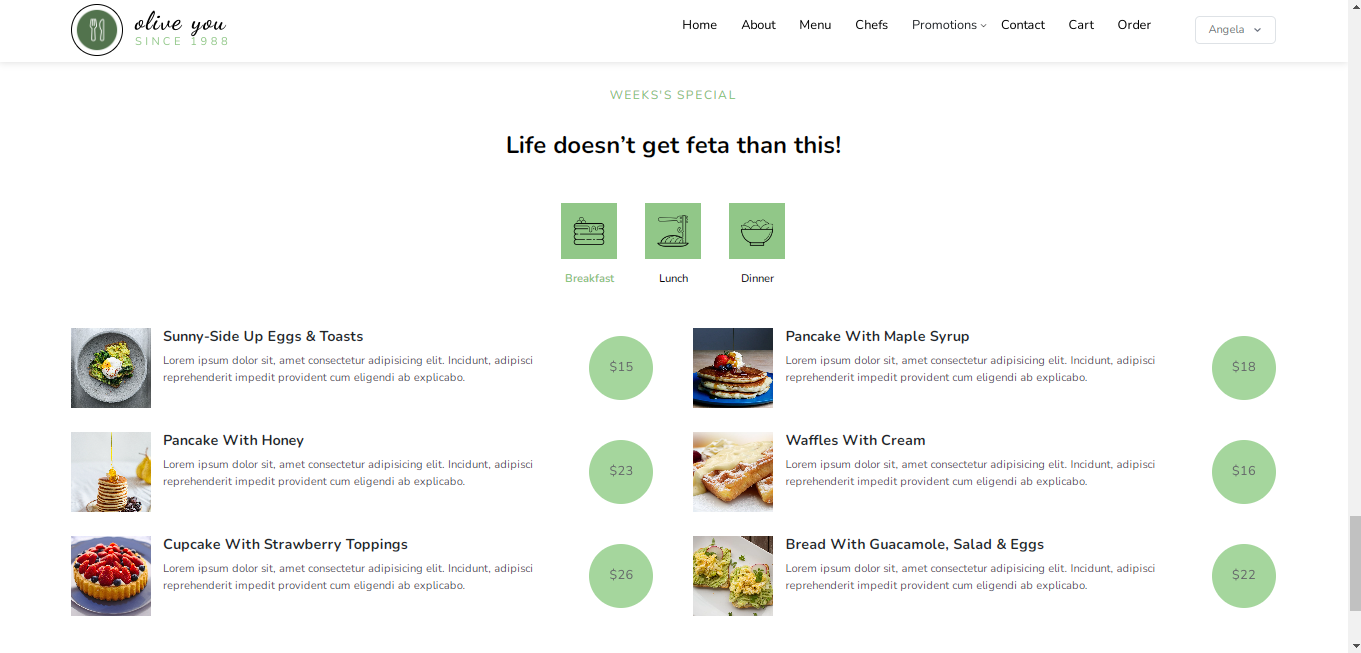 olive you
SINCE 1988
Home About Menu Chefs Promotions Contact Cart Order
Angela
WEEKS'S SPECIAL
Life doesn’t get feta than this!
Breakfast Lunch Dinner
Sunny-Side Up Eggs & Toasts
Lorem ipsum dolor sit, amet consectetur adipisicing elit. Incidunt, adipisci
reprehenderit impedit provident cum eligendi ab explicabo.
$15
Pancake With Maple Syrup
Lorem ipsum dolor sit, amet consectetur adipisicing elit. Incidunt, adipisci
reprehenderit impedit provident cum eligendi ab explicabo.
$18
Pancake With Honey
Lorem ipsum dolor sit, amet consectetur adipisicing elit. Incidunt, adipisci
reprehenderit impedit provident cum eligendi ab explicabo.
$23
Waffles With Cream
Lorem ipsum dolor sit, amet consectetur adipisicing elit. Incidunt, adipisci
reprehenderit impedit provident cum eligendi ab explicabo.
$16
Cupcake With Strawberry Toppings
Lorem ipsum dolor sit, amet consectetur adipisicing elit. Incidunt, adipisci
reprehenderit impedit provident cum eligendi ab explicabo.
$26
Bread With Guacamole, Salad & Eggs
Lorem ipsum dolor sit, amet consectetur adipisicing elit. Incidunt, adipisci
reprehenderit impedit provident cum eligendi ab explicabo.
$22